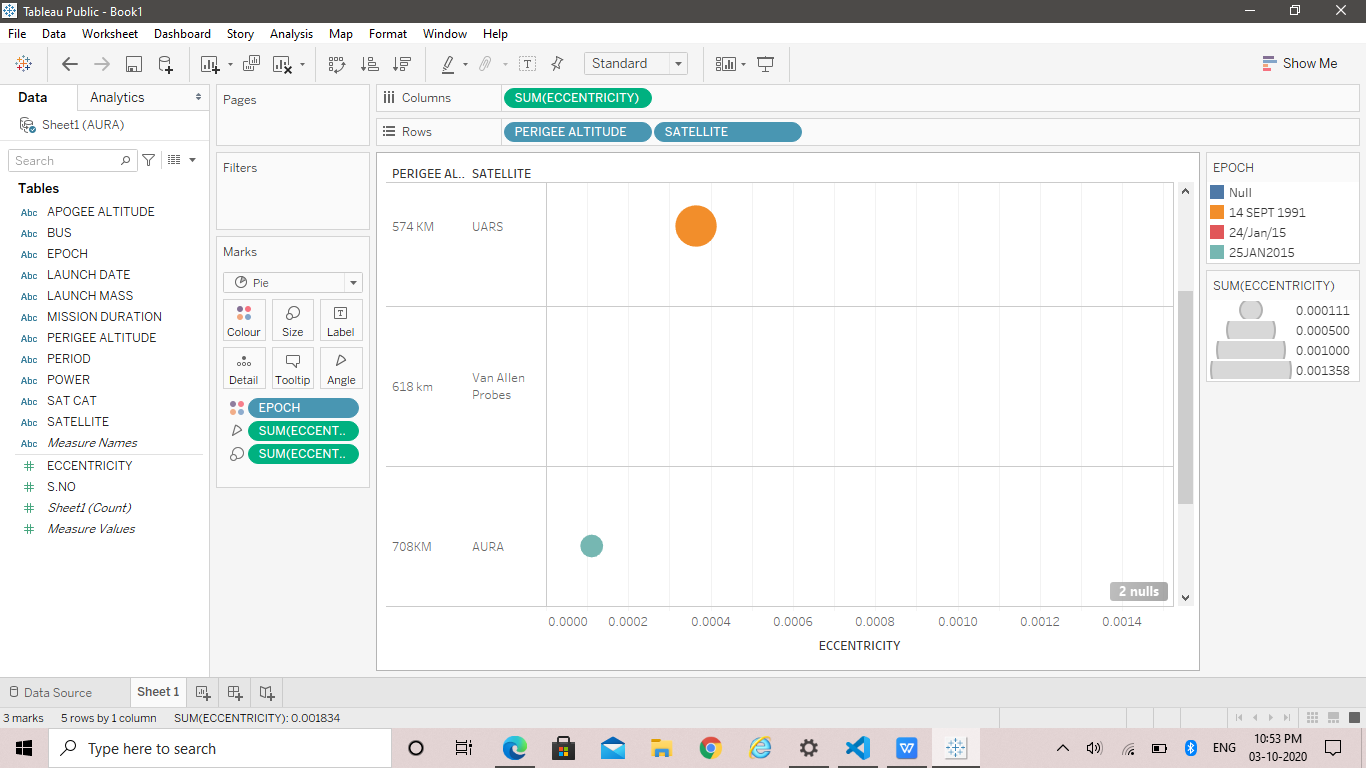 Tableau Public - Book1
File Data Worksheet Dashboard Story Analysis Map Format Window Help
Standard
Show Me
Data Analytics
Sheet1 (AURA)
Search
Tables
Abc APOGEE ALTITUDE
Abc BUS
Abc EPOCH
Abc LAUNCH DATE
Abc LAUNCH MASS
Abc MISSION DURATION
Abc PERIGEE ALTITUDE
Abc PERIOD
Abc POWER
Abc SAT CAT
Abc SATELLITE
Abc Measure Names
# ECCENTRICITY
# S.NO
# Sheet1 (Count)
# Measure Values
Pages
Filters
Marks
Pie
Colour Size Label
Detail Tooltip Angle
EPOCH
SUM(ECCENT..
SUM(ECCENT..
Columns SUM(ECCENTRICITY)
Rows PERIGEE ALTITUDE SATELLITE
PERIGEE AL.. SATELLITE
574 KM UARS
618 km Van Allen
Probes
708KM AURA
2 nulls
0.0000 0.0002 0.0004 0.0006 0.0008 0.0010 0.0012 0.0014
ECCENTRICITY
EPOCH
Null
14 SEPT 1991
24/Jan/15
25JAN2015
SUM(ECCENTRICITY)
0.000111
0.000500
0.001000
0.001358
Data Source Sheet 1
3 marks 5 rows by 1 column SUM(ECCENTRICITY): 0.001834
Type here to search
ENG
10:53 PM
03-10-2020